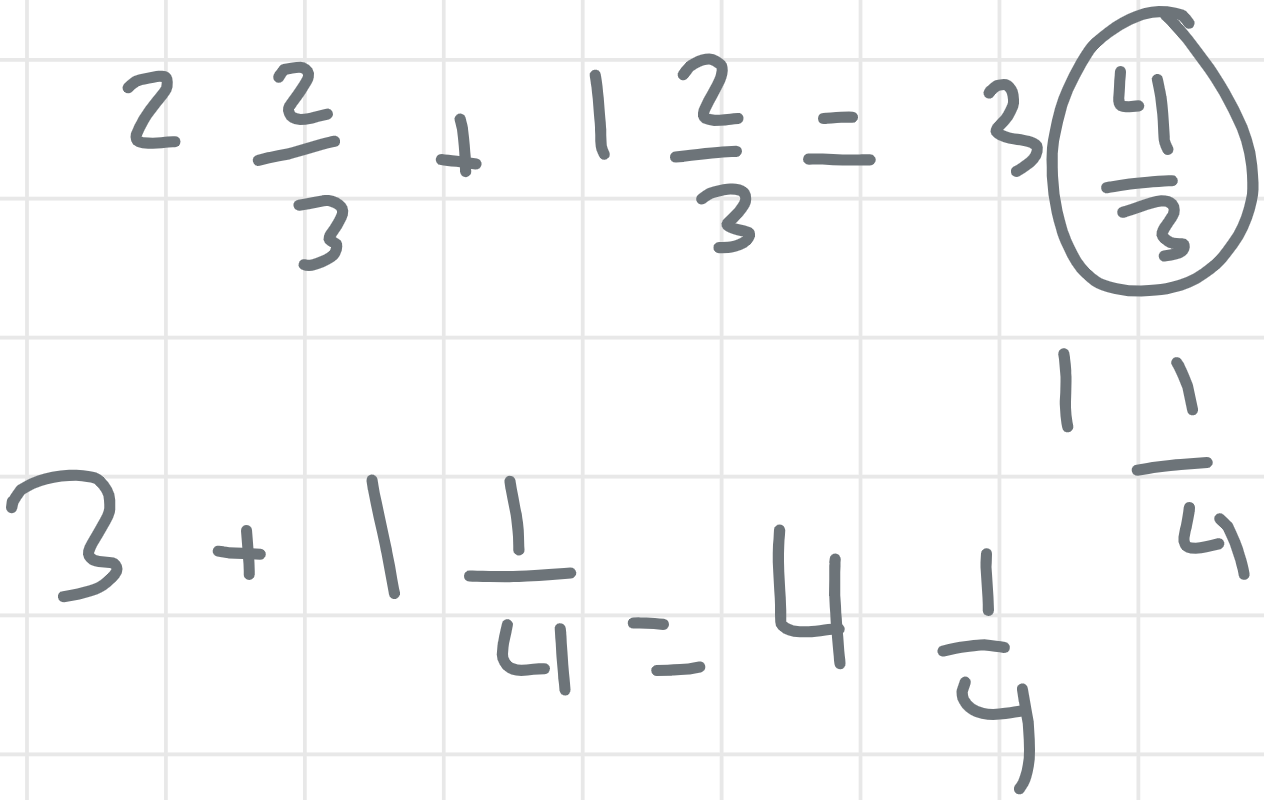 2 2/3 + 1 2/3 = 3 4/3
1 1/4
3 + 1 1/4 = 4 1/4